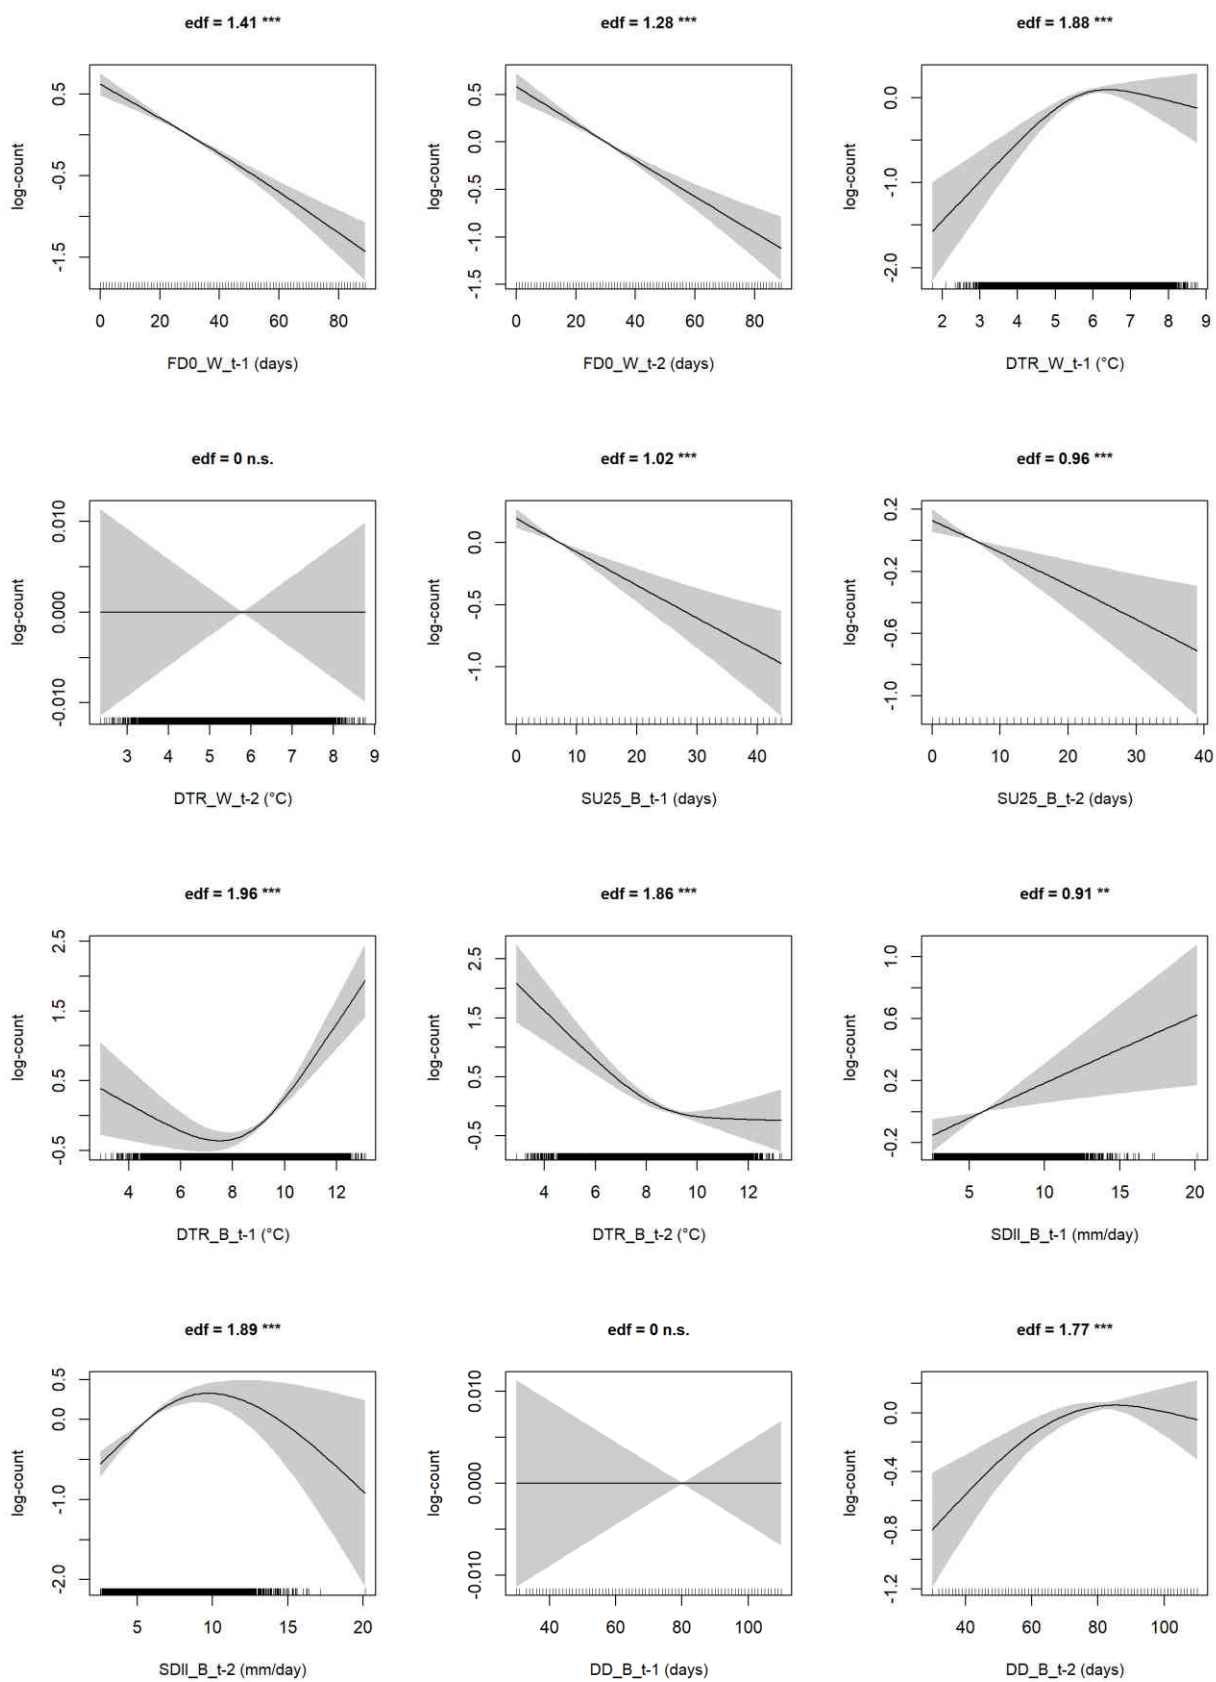 edf = 1.41 ***
log-count
0.5
-0.5
-1.5
0 20 40 60 80
FD0_W_t-1 (days)
edf = 1.28 ***
log-count
0.5
0.0
-0.5
-1.0
-1.5
0 20 40 60 80
FD0_W_t-2 (days)
edf = 1.88 ***
log-count
0.0
-1.0
-2.0
2 3 4 5 6 7 8 9
DTR_W_t-1 (°C)
edf = 0 n.s.
log-count
0.010
0.000
-0.010
3 4 5 6 7 8 9
DTR_W_t-2 (°C)
edf = 1.02 ***
log-count
0.0
-0.5
-1.0
0 10 20 30 40
SU25_B_t-1 (days)
edf = 0.96 ***
log-count
0.2
-0.2
-0.6
-1.0
0 10 20 30 40
SU25_B_t-2 (days)
edf = 1.96 ***
log-count
2.5
1.5
0.5
-0.5
4 6 8 10 12
DTR_B_t-1 (°C)
edf = 1.86 ***
log-count
2.5
1.5
0.5
-0.5
4 6 8 10 12
DTR_B_t-2 (°C)
edf = 0.91 **
log-count
1.0
0.6
0.2
-0.2
5 10 15 20
SDII_B_t-1 (mm/day)
edf = 1.89 ***
log-count
0.5
0.0
-1.0
-2.0
5 10 15 20
SDII_B_t-2 (mm/day)
edf = 0 n.s.
log-count
0.010
0.000
-0.010
40 60 80 100
DD_B_t-1 (days)
edf = 1.77 ***
log-count
0.0
-0.4
-0.8
-1.2
40 60 80 100
DD_B_t-2 (days)